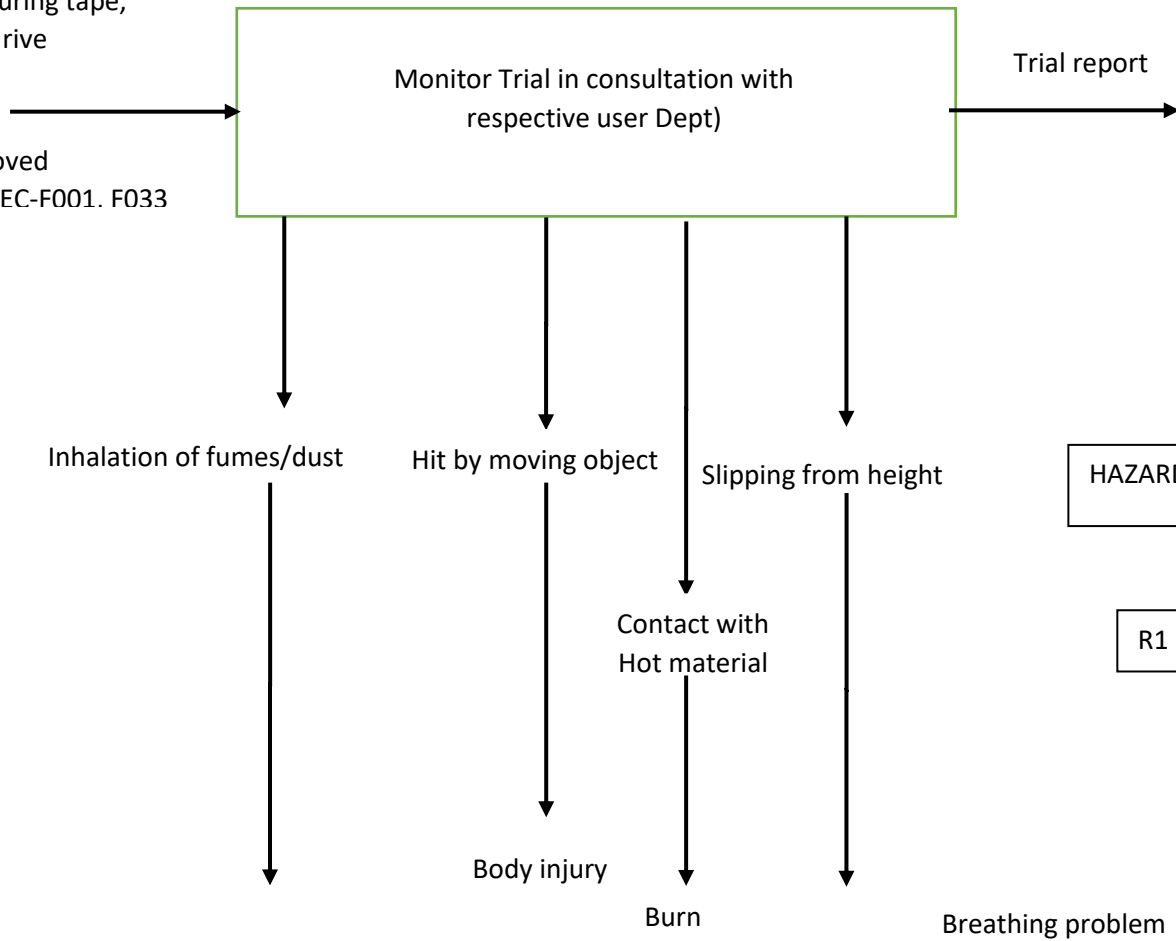 uring tape,
rive
oved
EC-F001, F033
Monitor Trial in consultation with
respective user Dept)
Trial report
Inhalation of fumes/dust
Hit by moving object
Slipping from height
HAZARD
Contact with
Hot material
R1
Body injury
Burn
Breathing problem